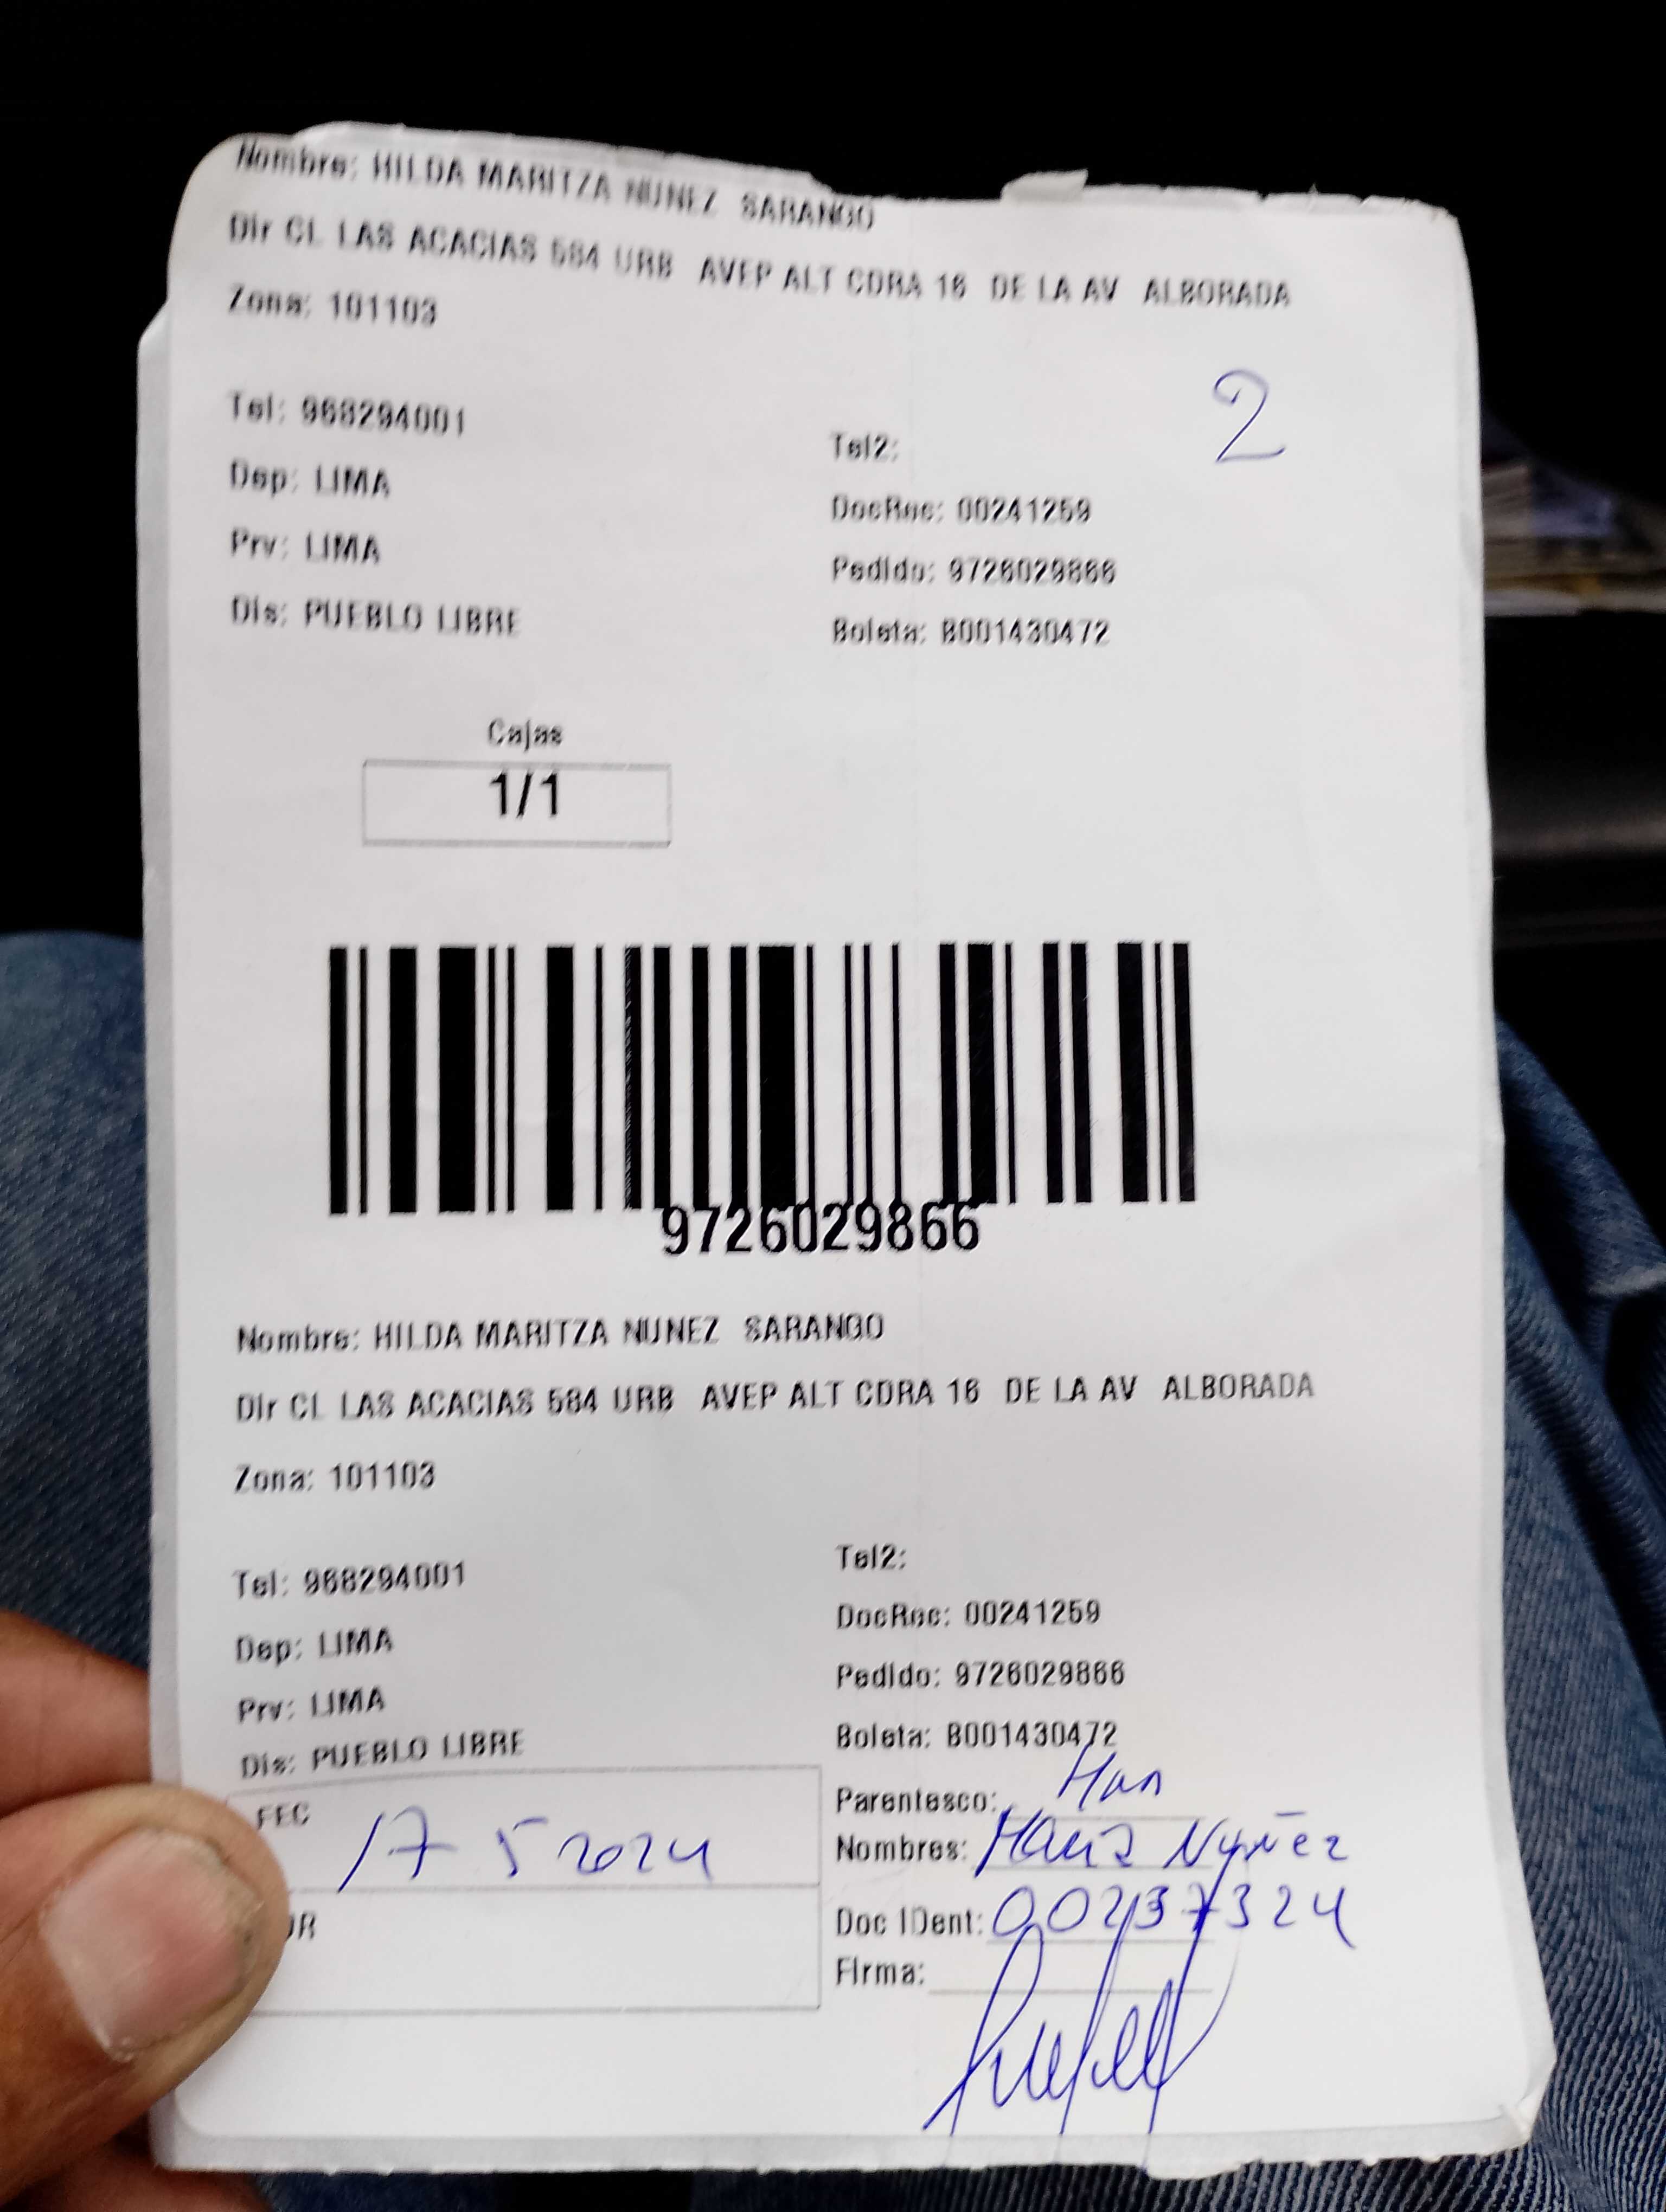 Nombre: HILDA MARITZA NUNEZ SARANGO
Dir CL LAS ACACIAS 584 URB AVEP ALT CDRA 16 DE LA AV ALBORADA
Zona: 101103
2
Tel: 968294001
Tel2:
Dep: LIMA
DocRec: 00241259
Prv: LIMA
Pedido: 9726029866
Dis: PUEBLO LIBRE
Boleta: B001430472
Cajas
1/1
9726029866
Nombre: HILDA MARITZA NUNEZ SARANGO
Dir CL LAS ACACIAS 584 URB AVEP ALT CDRA 16 DE LA AV ALBORADA
Zona: 101103
Tel: 968294001
Tel2:
Dep: LIMA
DocRec: 00241259
Prv: LIMA
Pedido: 9726029866
Dis: PUEBLO LIBRE
Boleta: B001430472
FEC 17 5 2024
Parentesco:
Nombres: Nuñez
Doc IDent: 00237324
Firma: